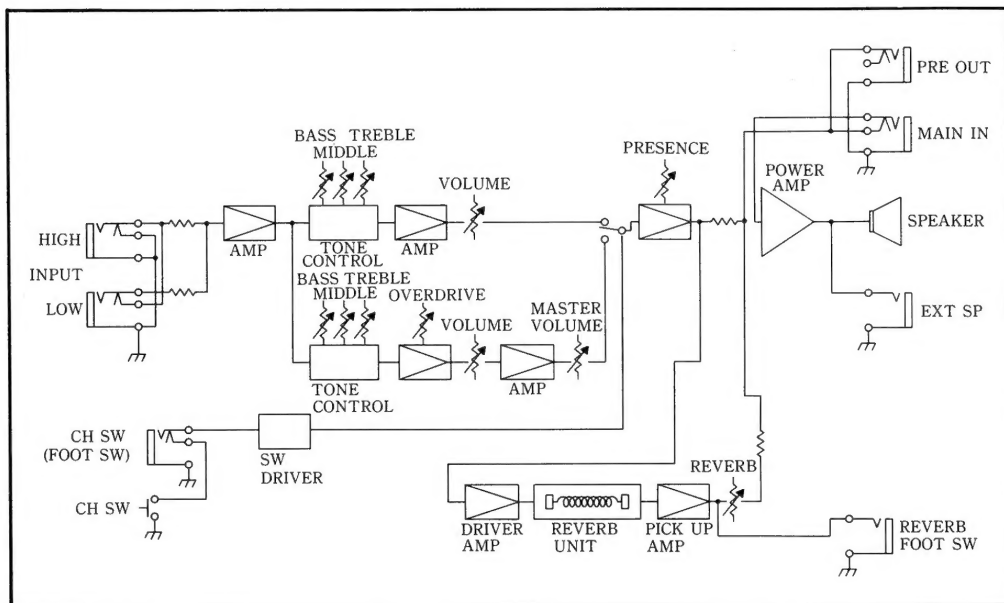 PRE OUT
MAIN IN
BASS TREBLE
MIDDLE
PRESENCE
VOLUME
POWER
AMP
HIGH
INPUT
LOW
AMP
TONE
CONTROL
AMP
SPEAKER
BASS TREBLE
MIDDLE
OVERDRIVE
VOLUME
MASTER
VOLUME
EXT SP
TONE
CONTROL
AMP
CH SW
(FOOT SW)
SW
DRIVER
CH SW
REVERB
DRIVER
AMP
REVERB
UNIT
PICK UP
AMP
REVERB
FOOT SW